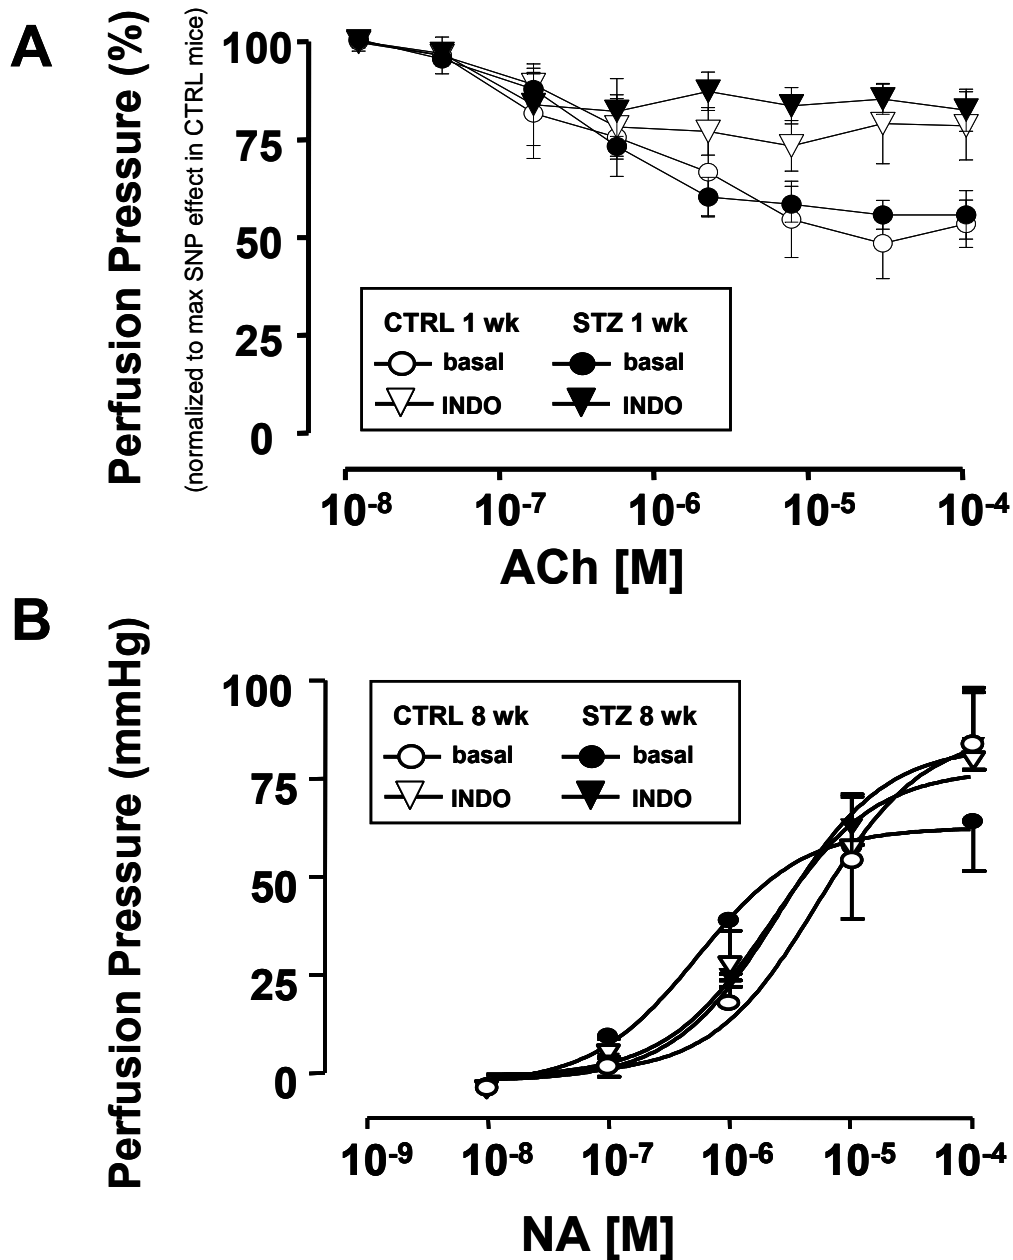 A
Perfusion Pressure (%)
(normalized to max SNP effect in CTRL mice)
100
75
50
25
0
CTRL 1 wk STZ 1 wk
basal basal
INDO INDO
10-8 10-7 10-6 10-5 10-4
ACh [M]
B
Perfusion Pressure (mmHg)
100
75
50
25
0
CTRL 8 wk STZ 8 wk
basal basal
INDO INDO
10-9 10-8 10-7 10-6 10-5 10-4
NA [M]